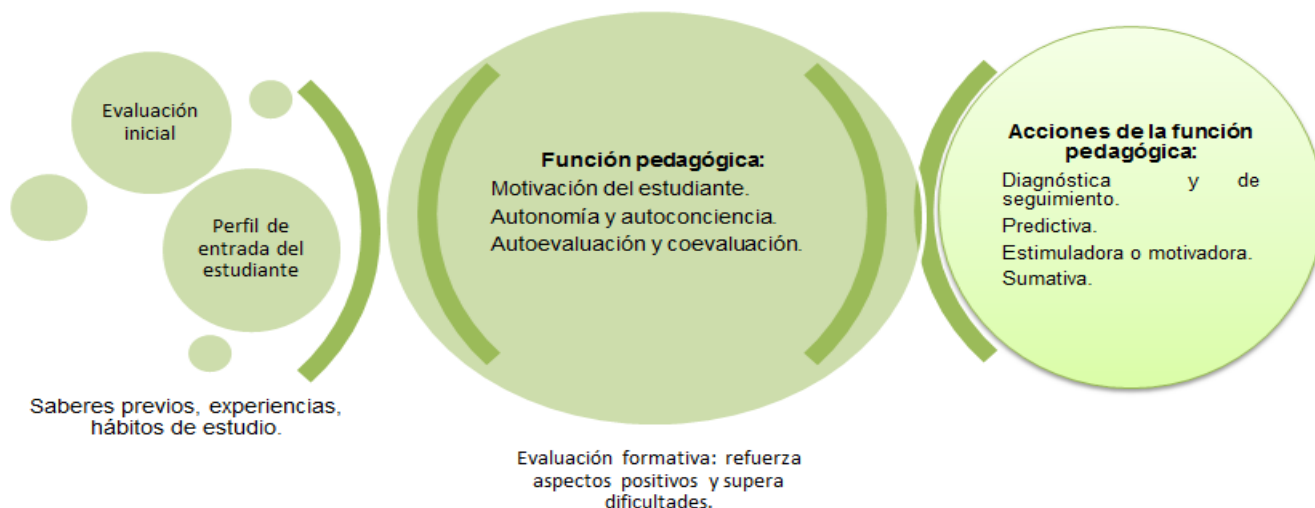 Evaluación
inicial
Perfil de
entrada del
estudiante
Saberes previos, experiencias,
hábitos de estudio.
Función pedagógica:
Motivación del estudiante.
Autonomía y autoconciencia.
Autoevaluación y coevaluación.
Evaluación formativa: refuerza
aspectos positivos y supera
dificultades.
Acciones de la función
pedagógica:
Diagnóstica y de
seguimiento.
Predictiva.
Estimuladora o motivadora.
Sumativa.